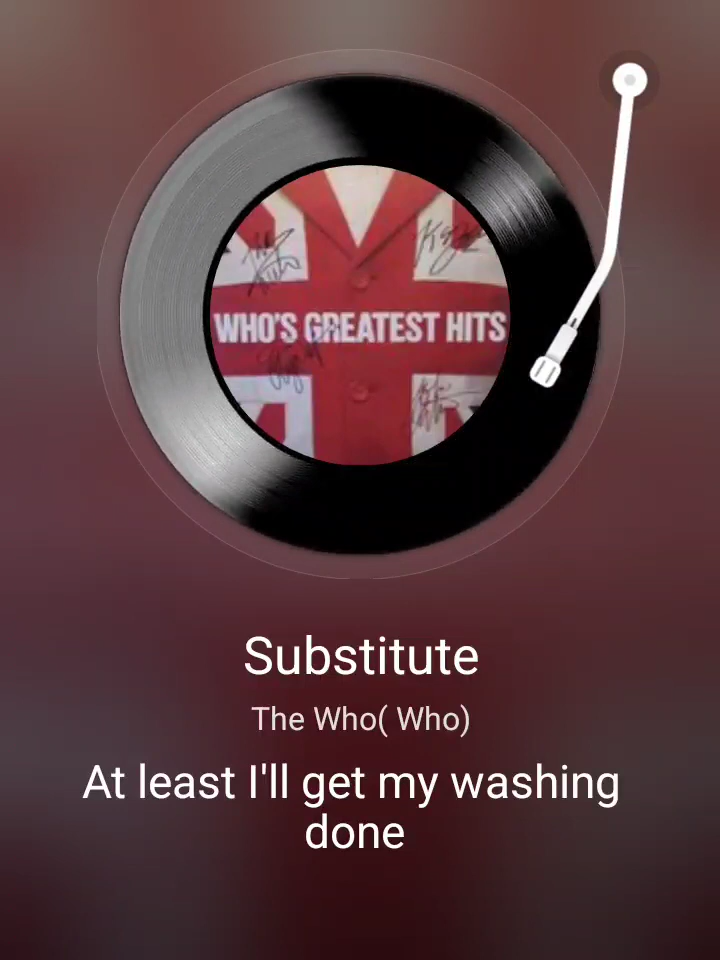 WHO'S GREATEST HITS
Substitute
The Who( Who)
At least I'll get my washing
done